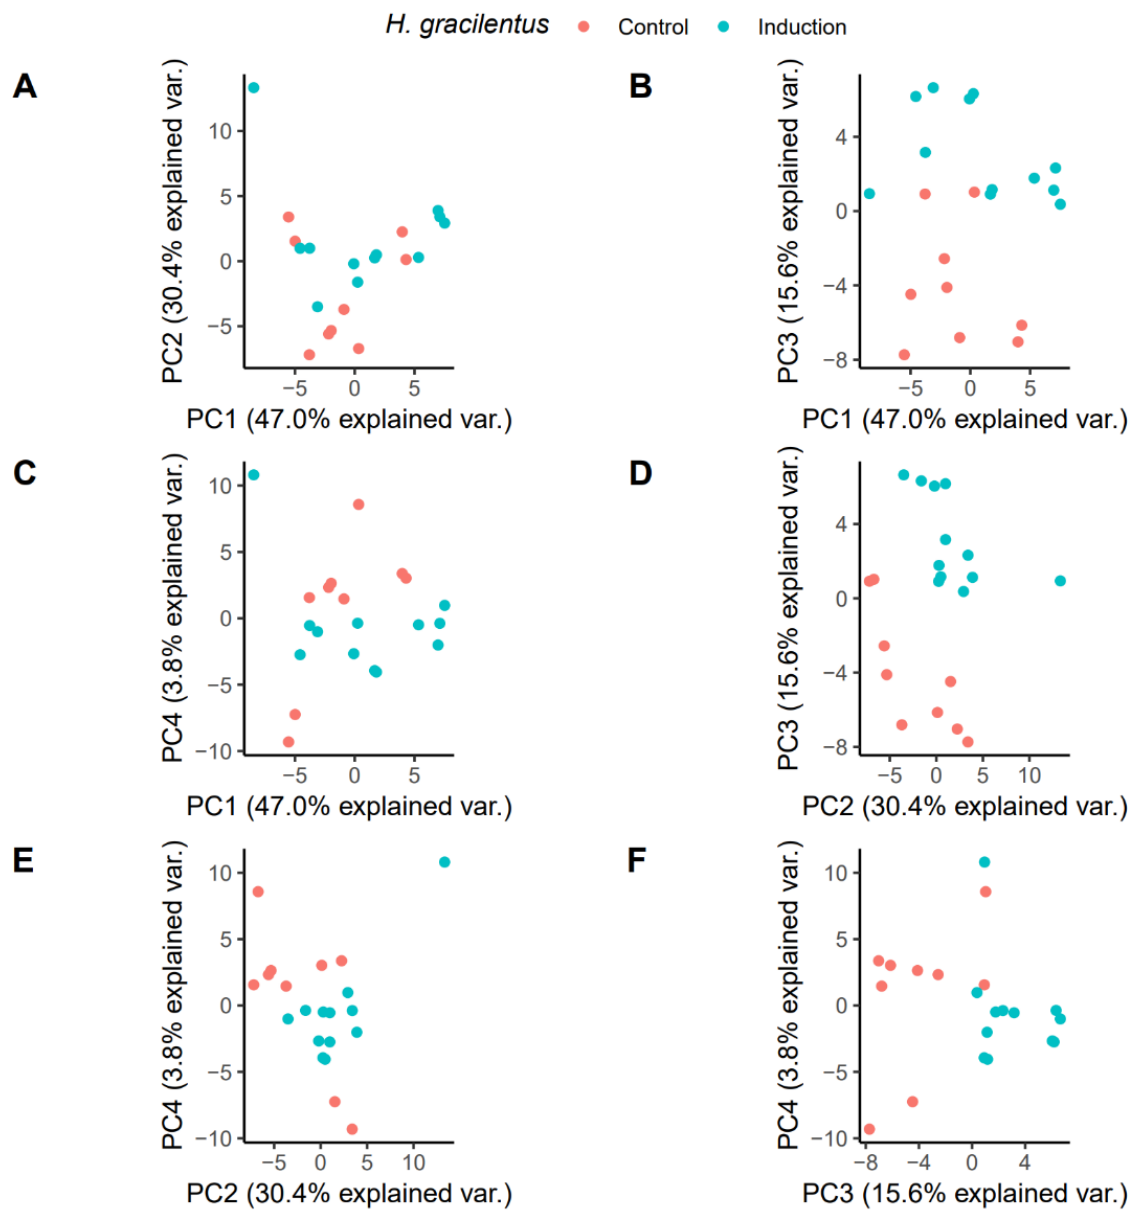 H. gracilentus Control Induction
A
PC2 (30.4% explained var.)
10
5
0
−5
−5 0 5
PC1 (47.0% explained var.)
B
PC3 (15.6% explained var.)
4
0
−4
−8
−5 0 5
PC1 (47.0% explained var.)
C
PC4 (3.8% explained var.)
10
5
0
−5
−10
−5 0 5
PC1 (47.0% explained var.)
D
PC3 (15.6% explained var.)
4
0
−4
−8
−5 0 5 10
PC2 (30.4% explained var.)
E
PC4 (3.8% explained var.)
10
5
0
−5
−10
−5 0 5 10
PC2 (30.4% explained var.)
F
PC4 (3.8% explained var.)
10
5
0
−5
−10
−8 −4 0 4
PC3 (15.6% explained var.)